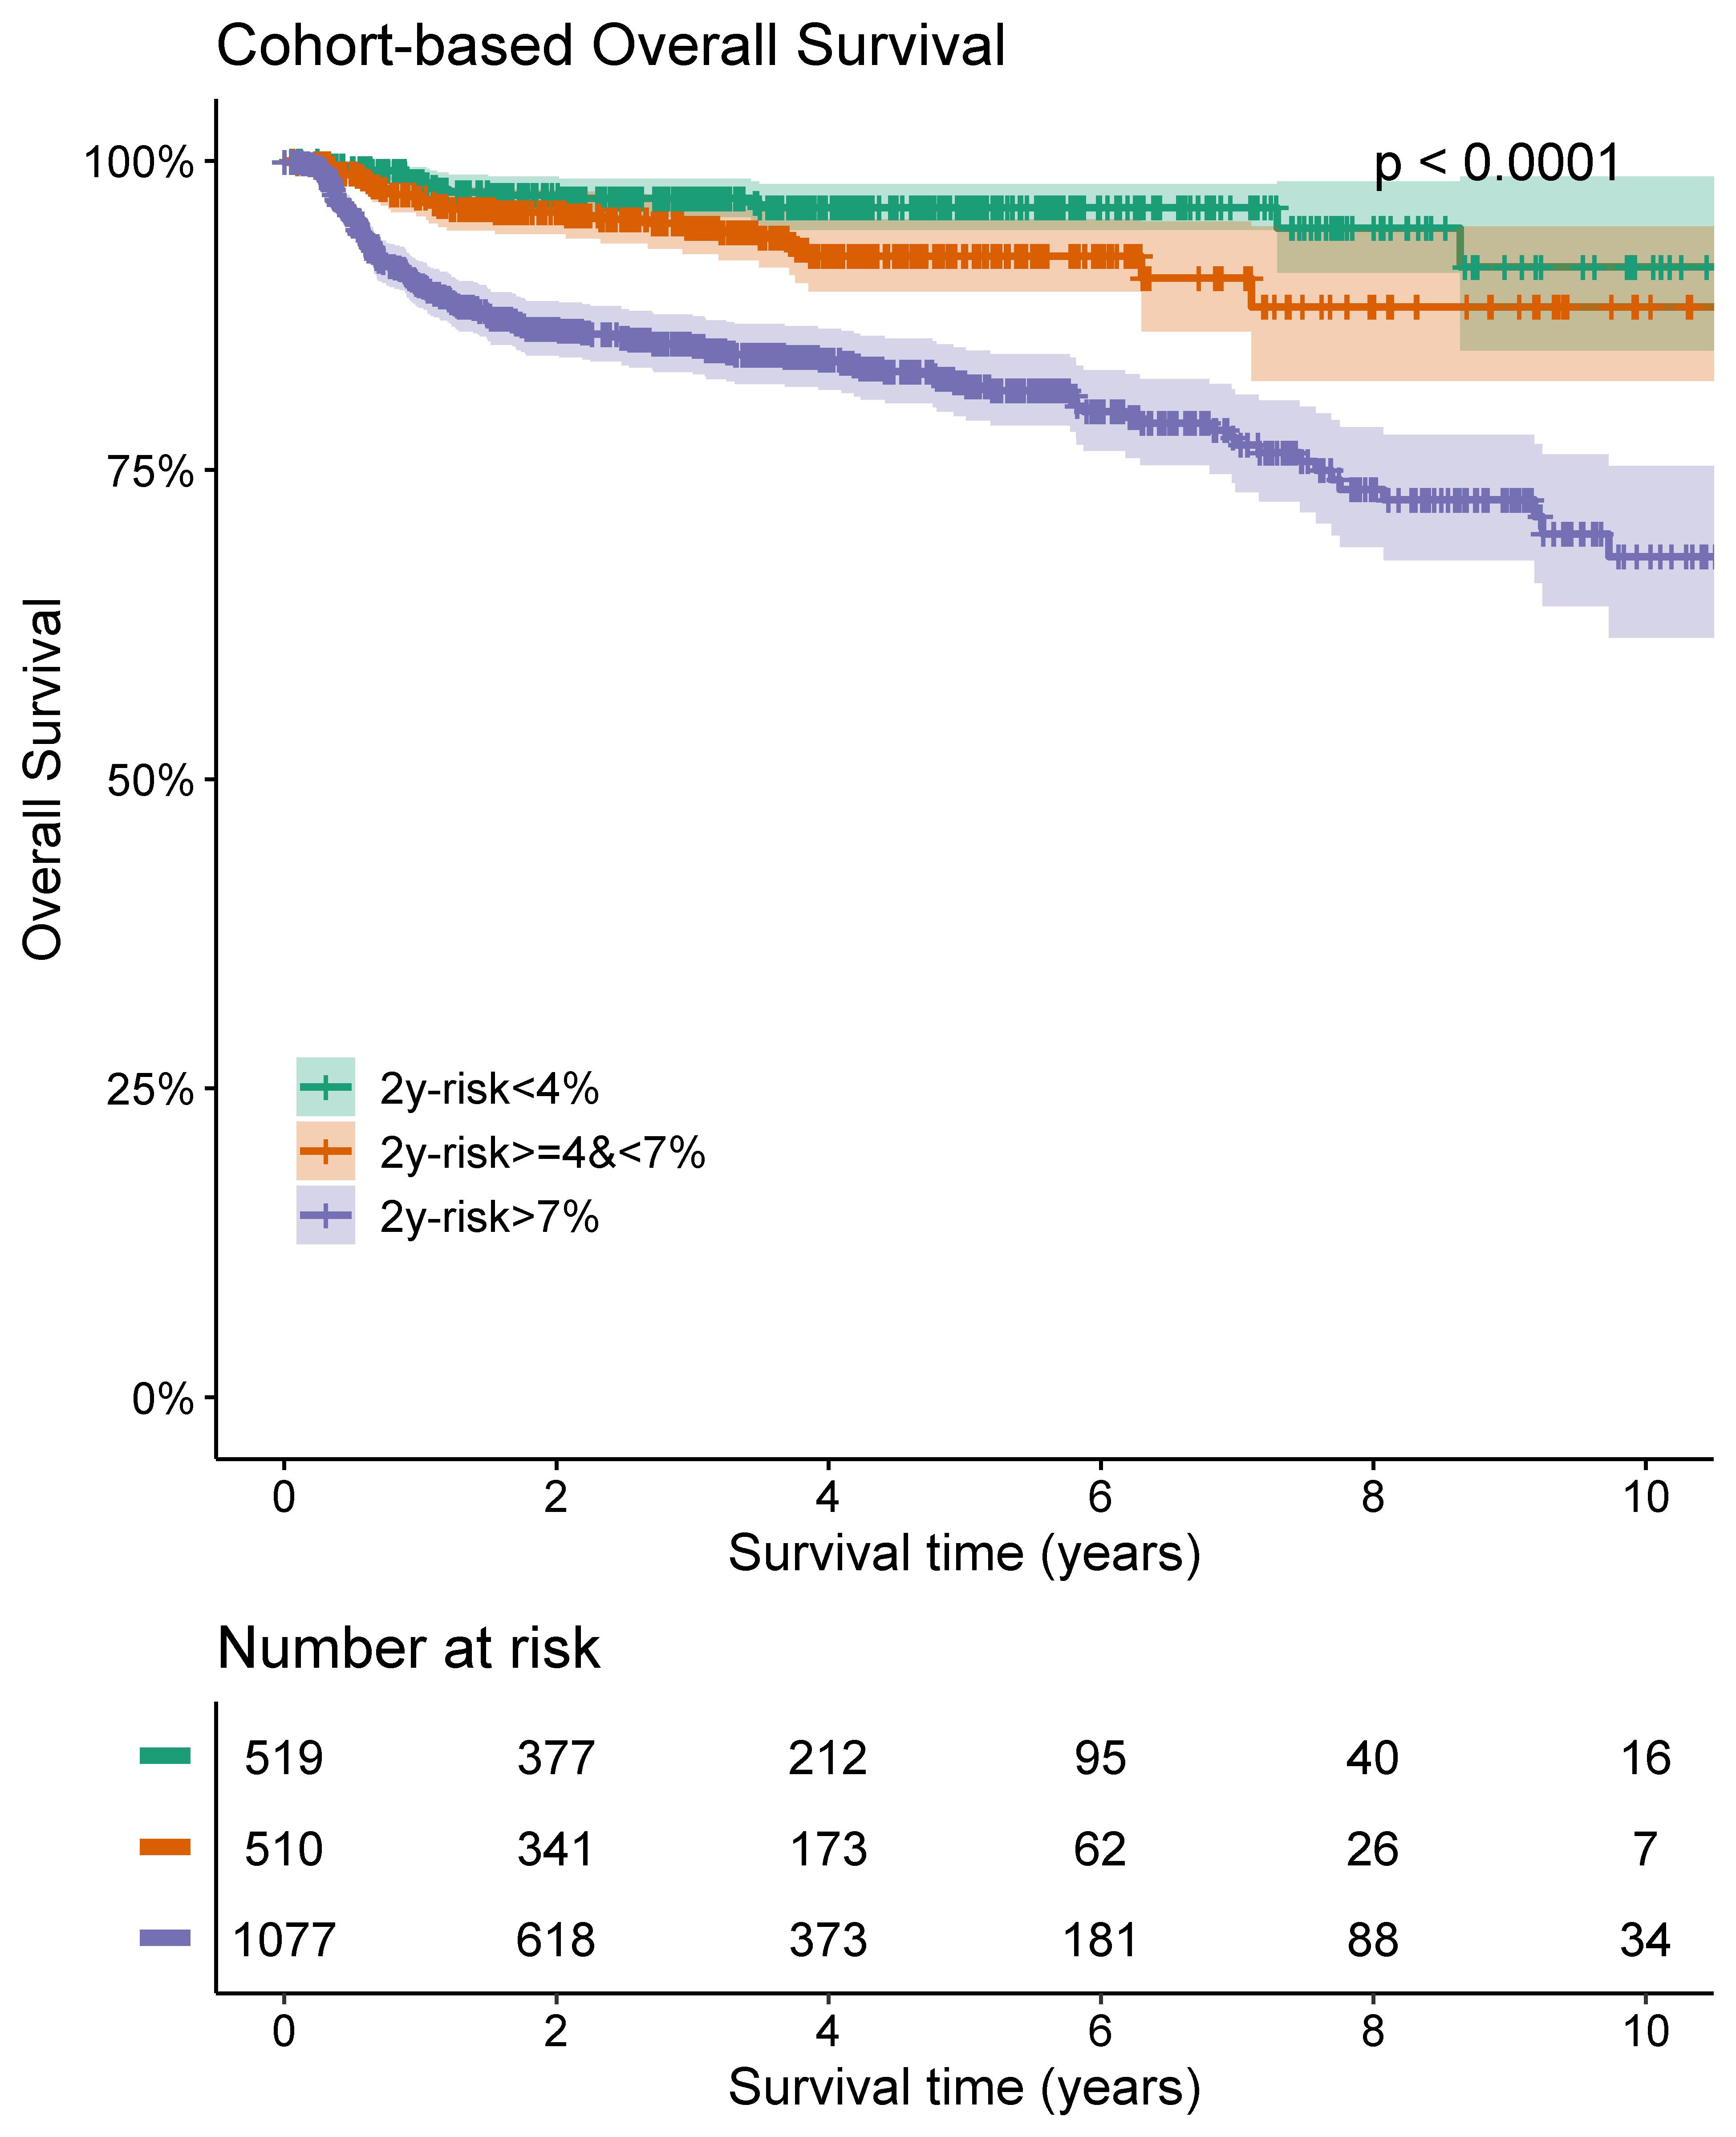 Cohort-based Overall Survival
p < 0.0001
100%
75%
50%
25%
0%
Overall Survival
2y-risk<4%
2y-risk>=4&<7%
2y-risk>7%
0 2 4 6 8 10
Survival time (years)
Number at risk
519 377 212 95 40 16
510 341 173 62 26 7
1077 618 373 181 88 34
0 2 4 6 8 10
Survival time (years)